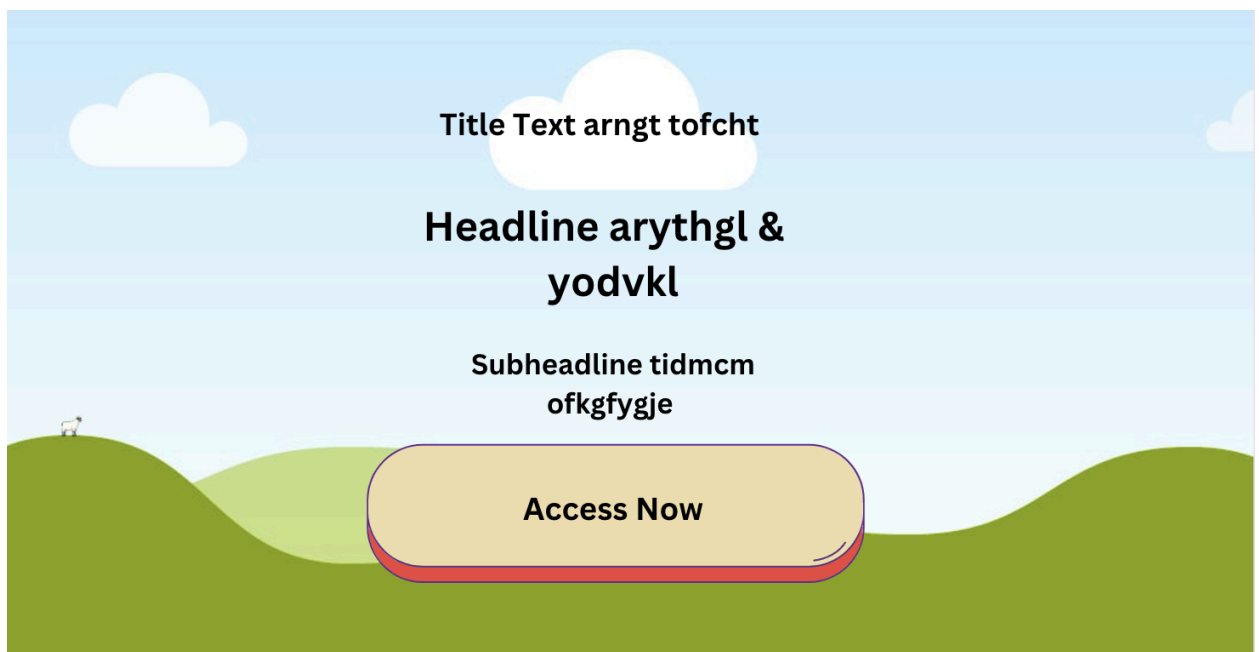 Title Text arngt tofcht
Headline arythgl &
yodvkl
Subheadline tidmcm
ofkgfygje
Access Now